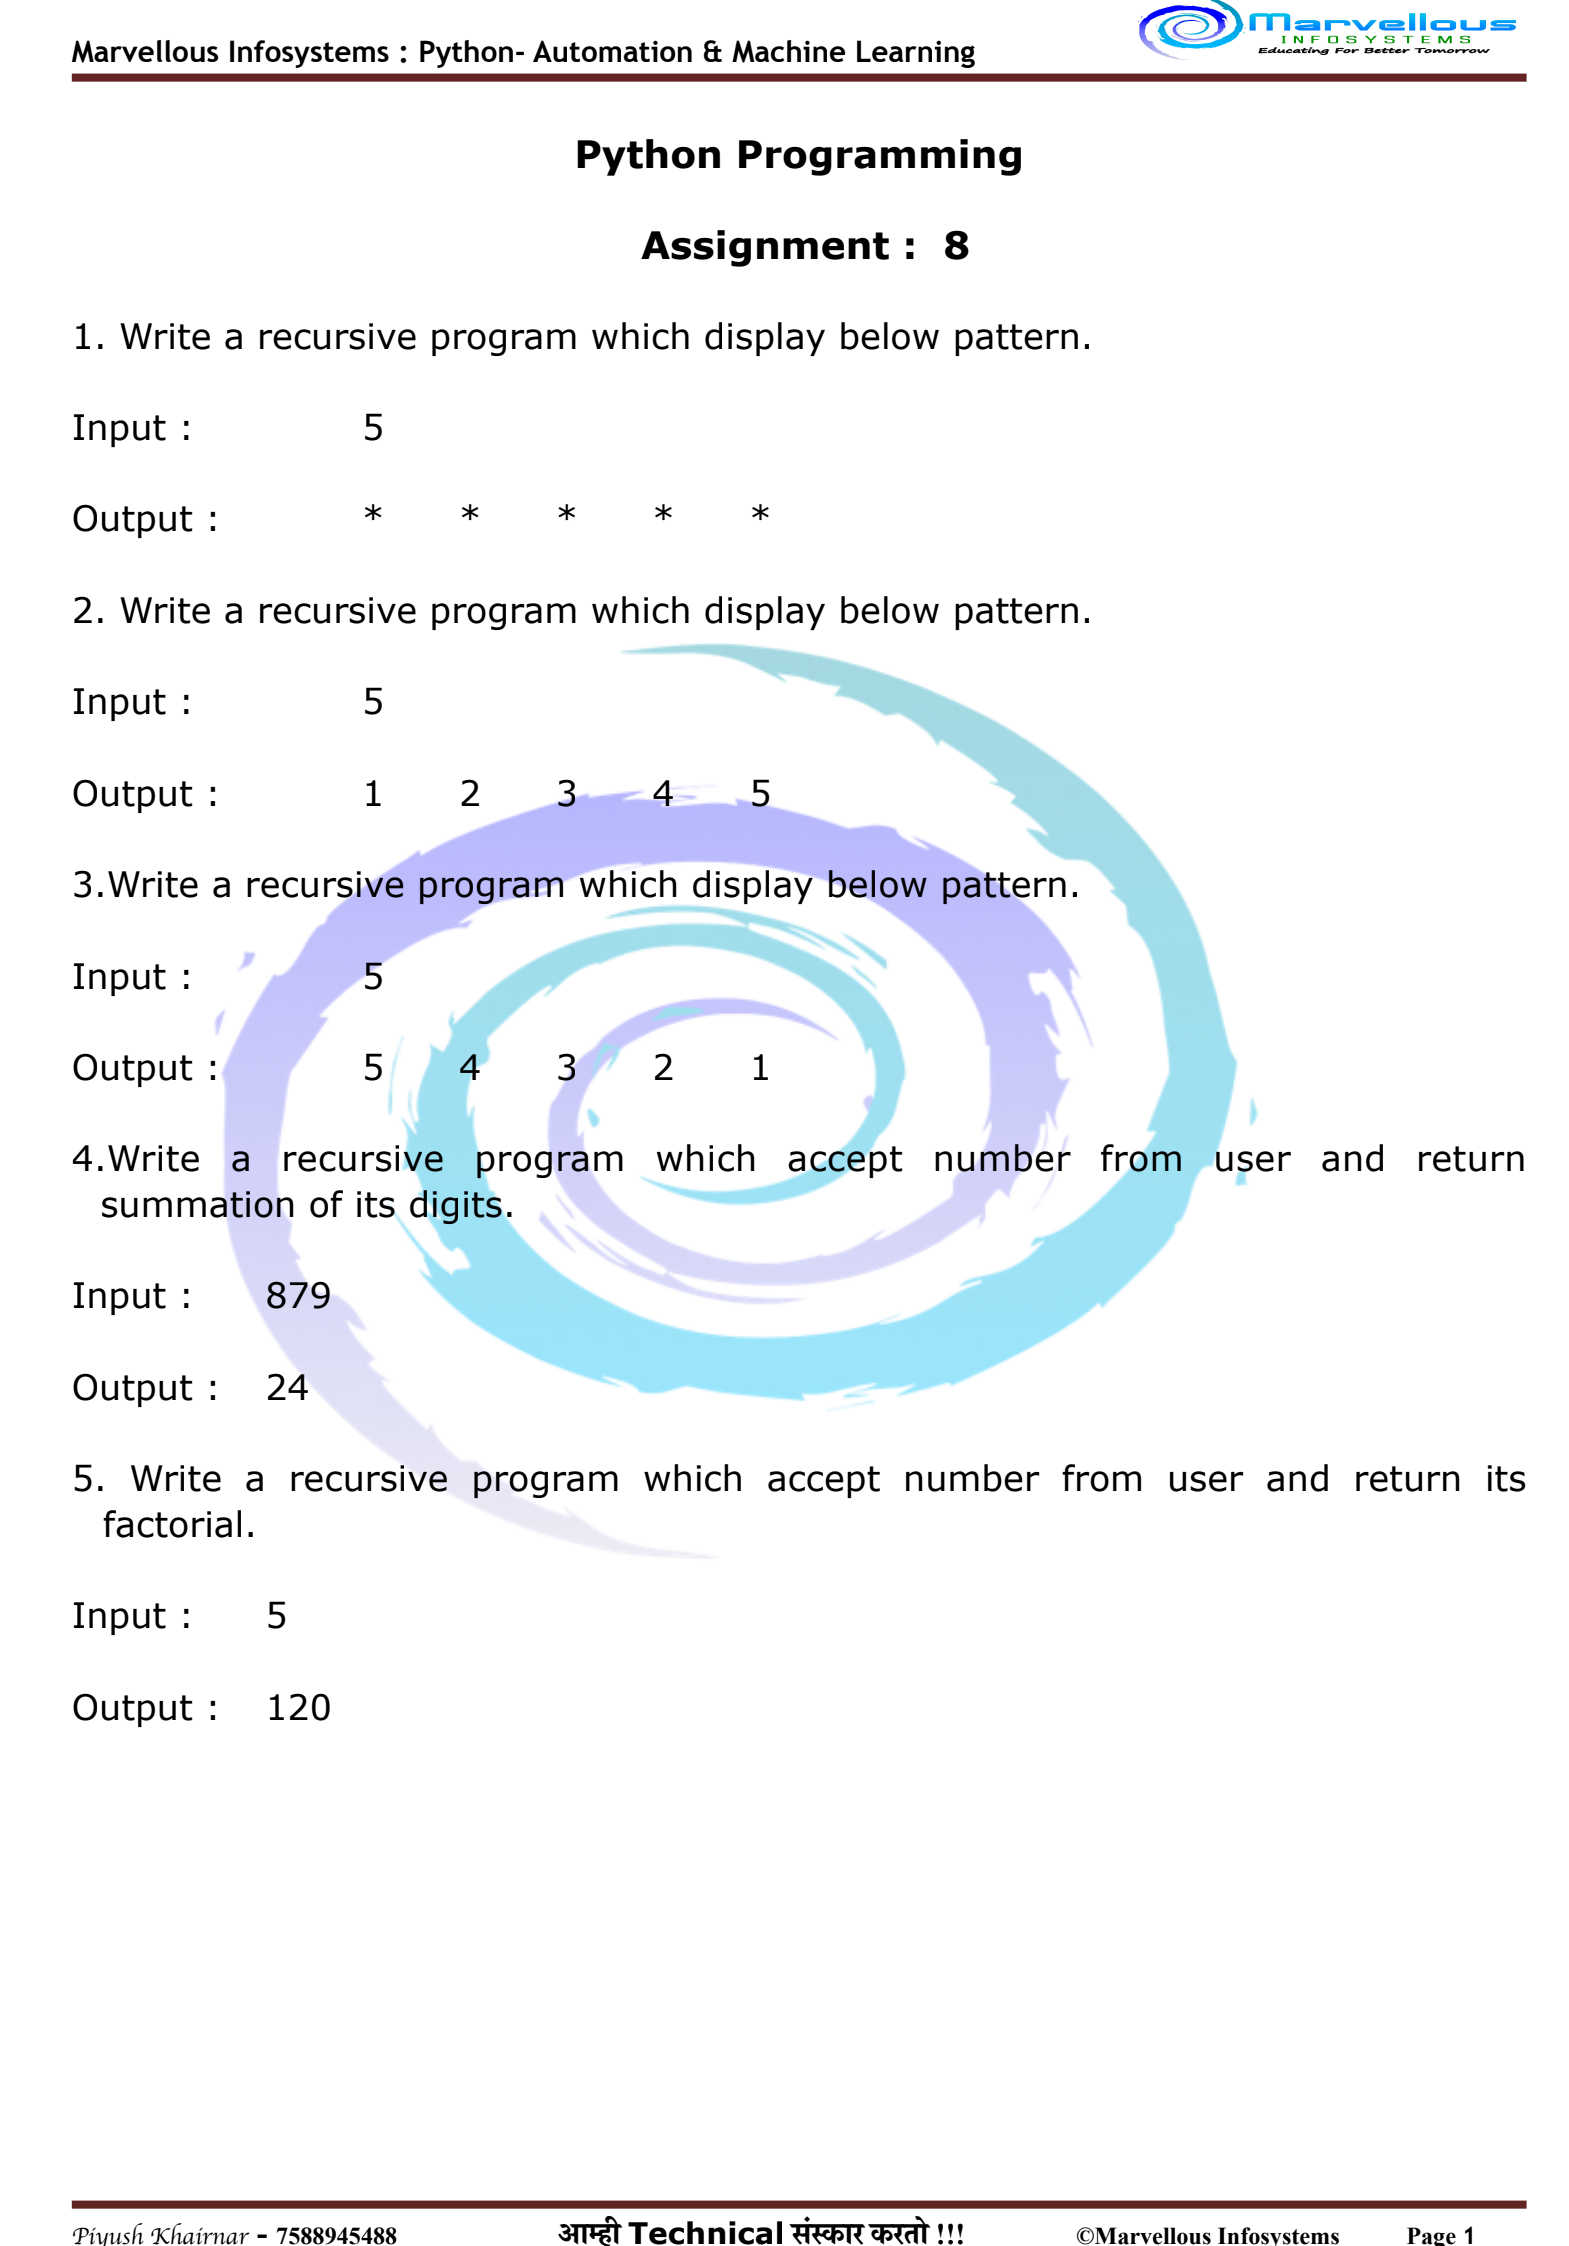 Marvellous Infosystems : Python- Automation & Machine Learning
Marvellous
INFOSYSTEMS
Educating For Better Tomorrow
Python Programming
Assignment : 8
1. Write a recursive program which display below pattern.
Input : 5
Output : * * * * *
2. Write a recursive program which display below pattern.
Input : 5
Output : 1 2 3 4 5
3.Write a recursive program which display below pattern.
Input : 5
Output : 5 4 3 2 1
4.Write a recursive program which accept number from user and return
summation of its digits.
Input : 879
Output : 24
5. Write a recursive program which accept number from user and return its
factorial.
Input : 5
Output : 120
Piyush Khairnar - 7588945488 आम्ही Technical संस्कार करतो !!! ©Marvellous Infosystems Page 1